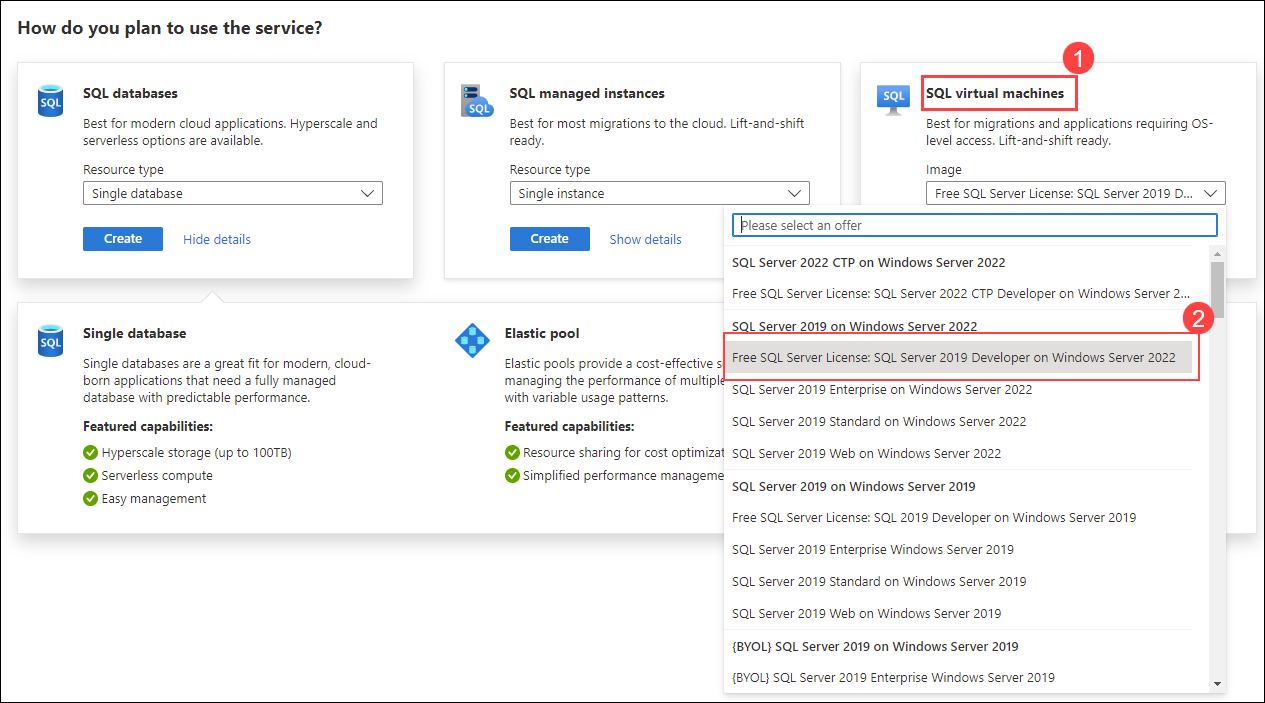 How do you plan to use the service?
SQL
SQL databases
Best for modern cloud applications. Hyperscale and
serverless options are available.
Resource type
Single database
Create
Hide details
SQL
SQL managed instances
Best for most migrations to the cloud. Lift-and-shift
ready.
Resource type
Single instance
Create
Show details
1
SQL
SQL virtual machines
Best for migrations and applications requiring OS-
level access. Lift-and-shift ready.
Image
Free SQL Server License: SQL Server 2019 D...
Please select an offer
SQL Server 2022 CTP on Windows Server 2022
Free SQL Server License: SQL Server 2022 CTP Developer on Windows Server 2...
SQL Server 2019 on Windows Server 2022
2
Free SQL Server License: SQL Server 2019 Developer on Windows Server 2022
SQL Server 2019 Enterprise on Windows Server 2022
SQL Server 2019 Standard on Windows Server 2022
SQL Server 2019 Web on Windows Server 2022
SQL Server 2019 on Windows Server 2019
Free SQL Server License: SQL 2019 Developer on Windows Server 2019
SQL Server 2019 Enterprise Windows Server 2019
SQL Server 2019 Standard on Windows Server 2019
SQL Server 2019 Web on Windows Server 2019
{BYOL} SQL Server 2019 on Windows Server 2019
{BYOL} SQL Server 2019 Enterprise Windows Server 2019
SQL
Single database
Single databases are a great fit for modern, cloud-
born applications that need a fully managed
database with predictable performance.
Featured capabilities:
Hyperscale storage (up to 100TB)
Serverless compute
Easy management
Elastic pool
Elastic pools provide a cost-effective s
managing the performance of multiple
with variable usage patterns.
Featured capabilities:
Resource sharing for cost optimizat
Simplified performance manageme